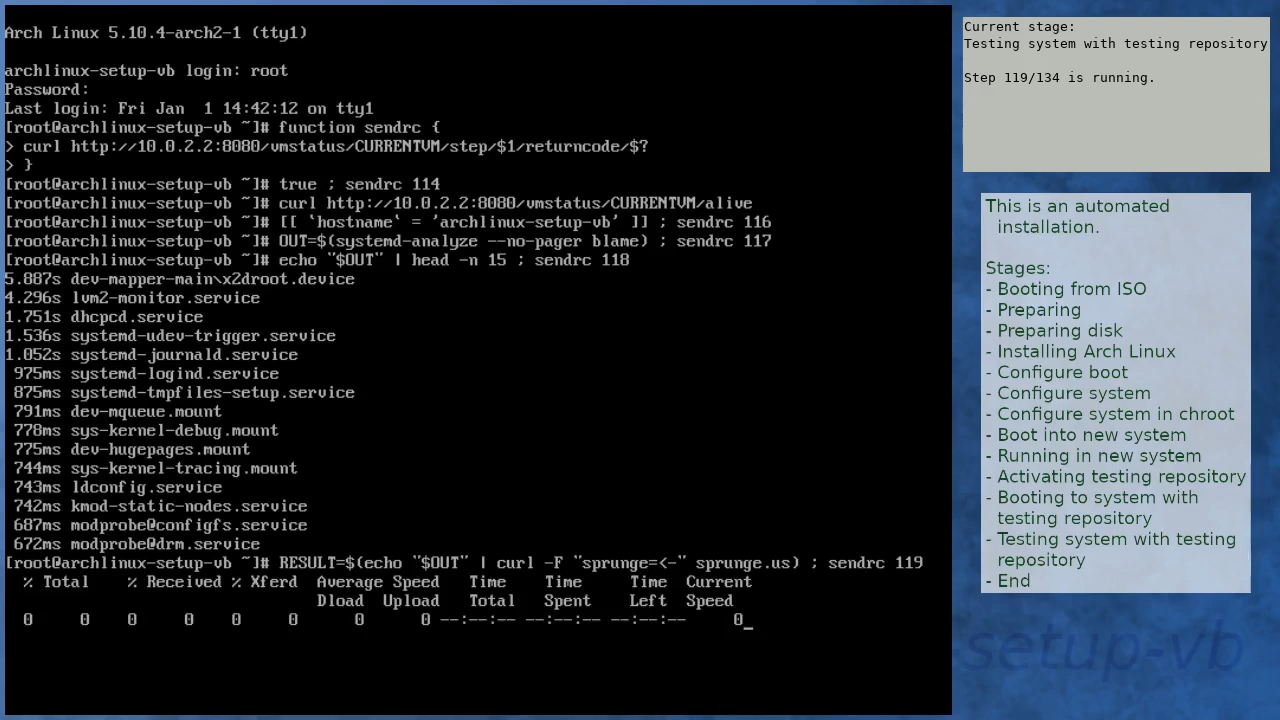 Arch Linux 5.10.4-arch2-1 (tty1)
archlinux-setup-vb login: root
Password:
Last login: Fri Jan  1 14:42:12 on tty1
[root@archlinux-setup-vb ~]# function sendrc {
> curl http://10.0.2.2:8080/vmstatus/CURRENTVM/step/$1/returncode/$?
> }
[root@archlinux-setup-vb ~]# true ; sendrc 114
[root@archlinux-setup-vb ~]# curl http://10.0.2.2:8080/vmstatus/CURRENTVM/alive
[root@archlinux-setup-vb ~]# [[ `hostname` = 'archlinux-setup-vb' ]] ; sendrc 116
[root@archlinux-setup-vb ~]# OUT=$(systemd-analyze --no-pager blame) ; sendrc 117
[root@archlinux-setup-vb ~]# echo "$OUT" | head -n 15 ; sendrc 118
5.887s dev-mapper-main\x2droot.device
4.296s lvm2-monitor.service
1.751s dhcpcd.service
1.536s systemd-udev-trigger.service
1.052s systemd-journald.service
975ms systemd-logind.service
875ms systemd-tmpfiles-setup.service
791ms dev-mqueue.mount
778ms sys-kernel-debug.mount
775ms dev-hugepages.mount
744ms sys-kernel-tracing.mount
743ms ldconfig.service
742ms kmod-static-nodes.service
687ms modprobe@configfs.service
672ms modprobe@drm.service
[root@archlinux-setup-vb ~]# RESULT=$(echo "$OUT" | curl -F "sprunge=<-" sprunge.us) ; sendrc 119
% Total    % Received % Xferd  Average Speed   Time    Time     Time  Current
Dload  Upload   Total   Spent    Left  Speed
0     0    0     0    0     0      0      0 --:--:-- --:--:-- --:--:--     0_
Current stage:
Testing system with testing repository
Step 119/134 is running.
This is an automated
installation.
Stages:
- Booting from ISO
- Preparing
- Preparing disk
- Installing Arch Linux
- Configure boot
- Configure system
- Configure system in chroot
- Boot into new system
- Running in new system
- Activating testing repository
- Booting to system with
testing repository
- Testing system with testing
repository
- End
setup-vb